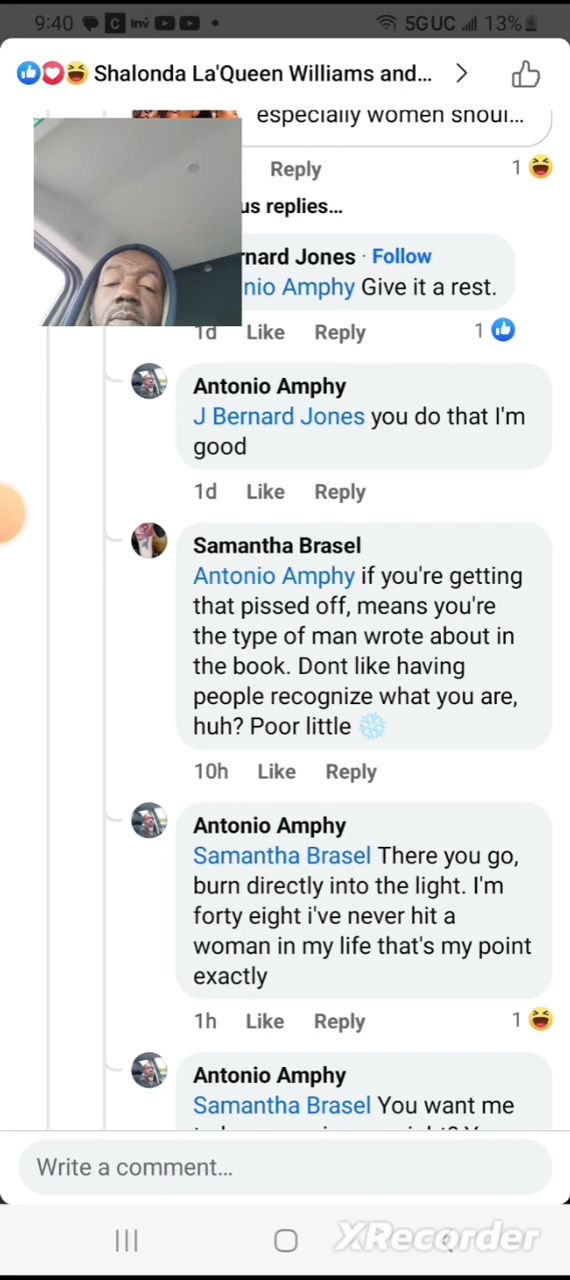 9:40
5GUC 13%
Shalonda La'Queen Williams and...
especially women shoul...
Reply 1
us replies...
rnard Jones · Follow
nio Amphy Give it a rest.
1d Like Reply 1
Antonio Amphy
J Bernard Jones you do that I'm
good
1d Like Reply
Samantha Brasel
Antonio Amphy if you're getting
that pissed off, means you're
the type of man wrote about in
the book. Dont like having
people recognize what you are,
huh? Poor little ❄️
10h Like Reply
Antonio Amphy
Samantha Brasel There you go,
burn directly into the light. I'm
forty eight i've never hit a
woman in my life that's my point
exactly
1h Like Reply 1
Antonio Amphy
Samantha Brasel You want me
Write a comment...
XRecorder